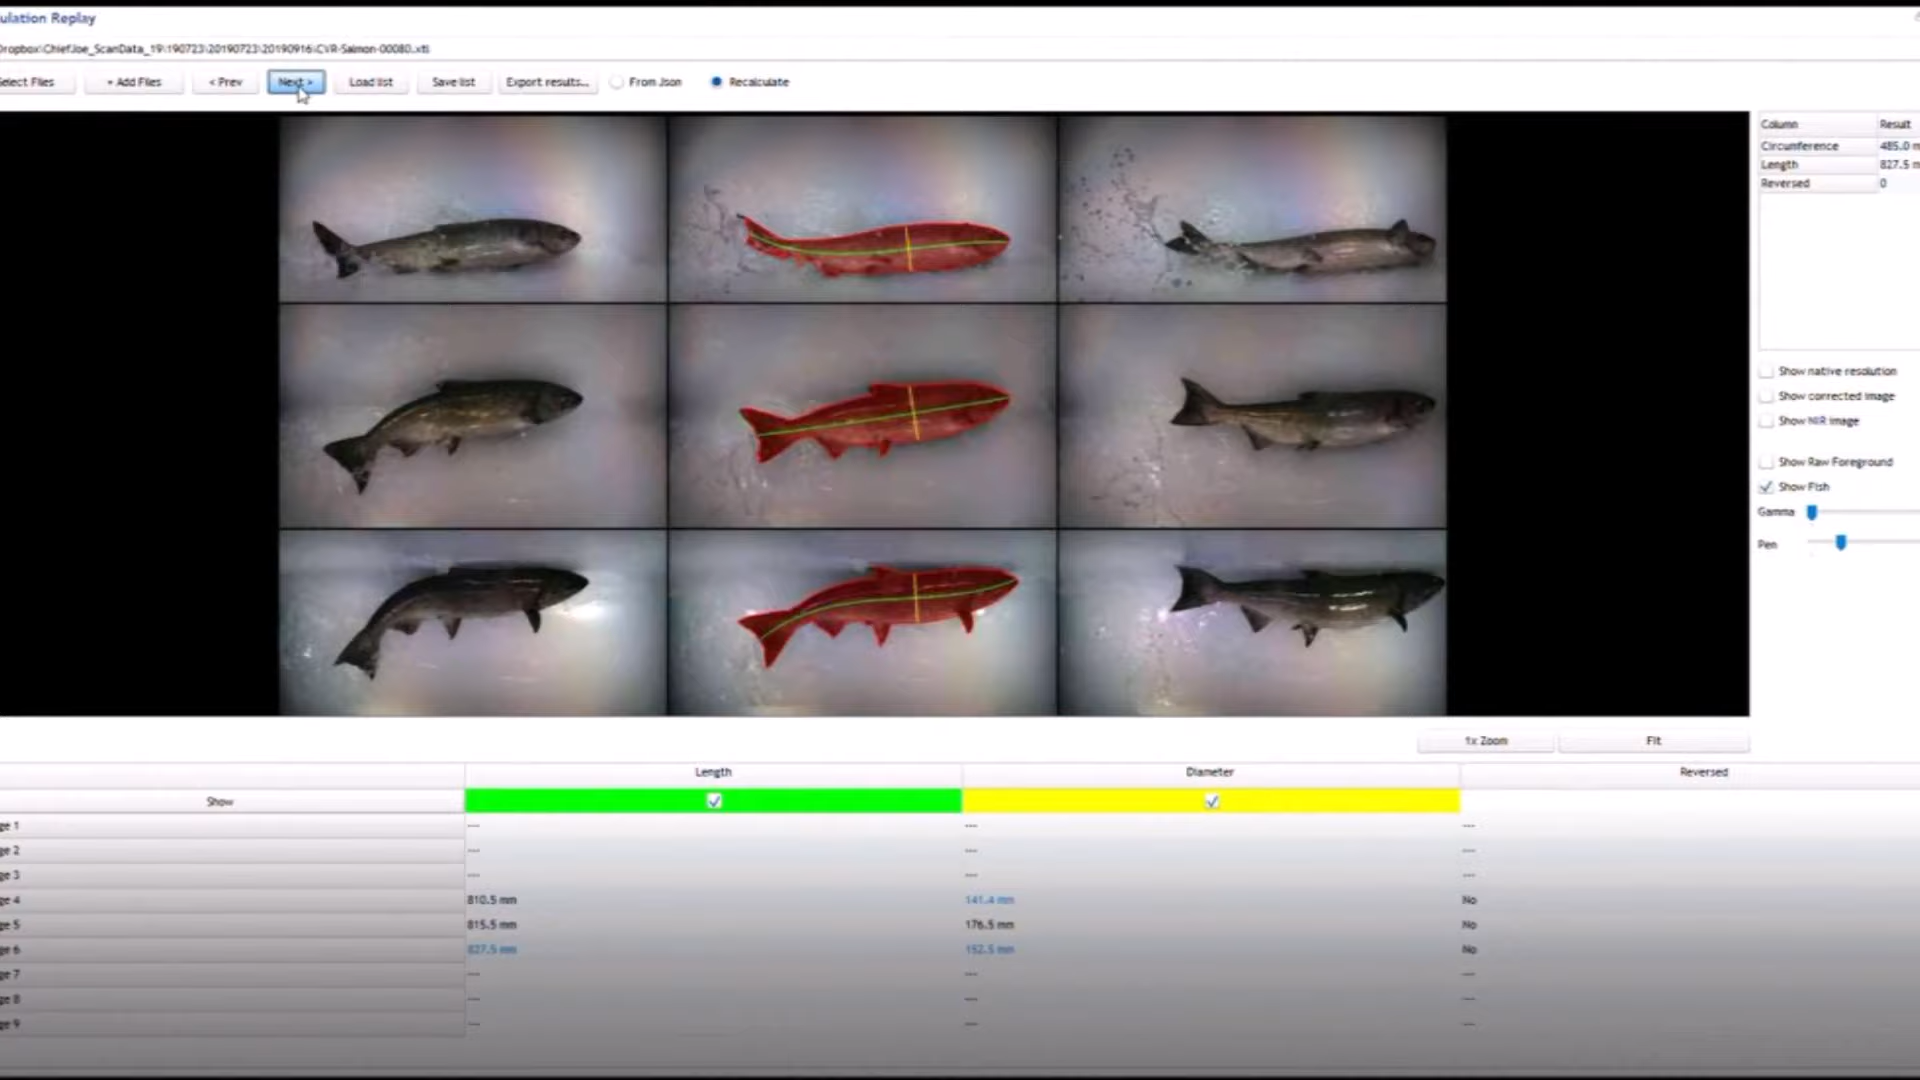 ulation Replay
Dropbox\ChiefJoe_ScanData_19\190723\20190723\20190916\CVR-Salmon-00080.xtl
Select Files + Add Files < Prev Next > Load list Save list Export results... From Json Recalculate
Column Result
Circumference 485.0 m
Length 827.5 m
Reversed 0
Show native resolution
Show corrected image
Show NIR image
Show Raw Foreground
Show Fish
Gamma
Pen
1x Zoom Fit
Length Diameter Reversed
Show
ge 1 --- --- ---
ge 2 --- --- ---
ge 3 --- --- ---
ge 4 810.5 mm 141.4 mm No
ge 5 815.5 mm 176.5 mm No
ge 6 827.5 mm 152.5 mm No
ge 7 --- --- ---
ge 8 --- --- ---
ge 9 --- --- ---